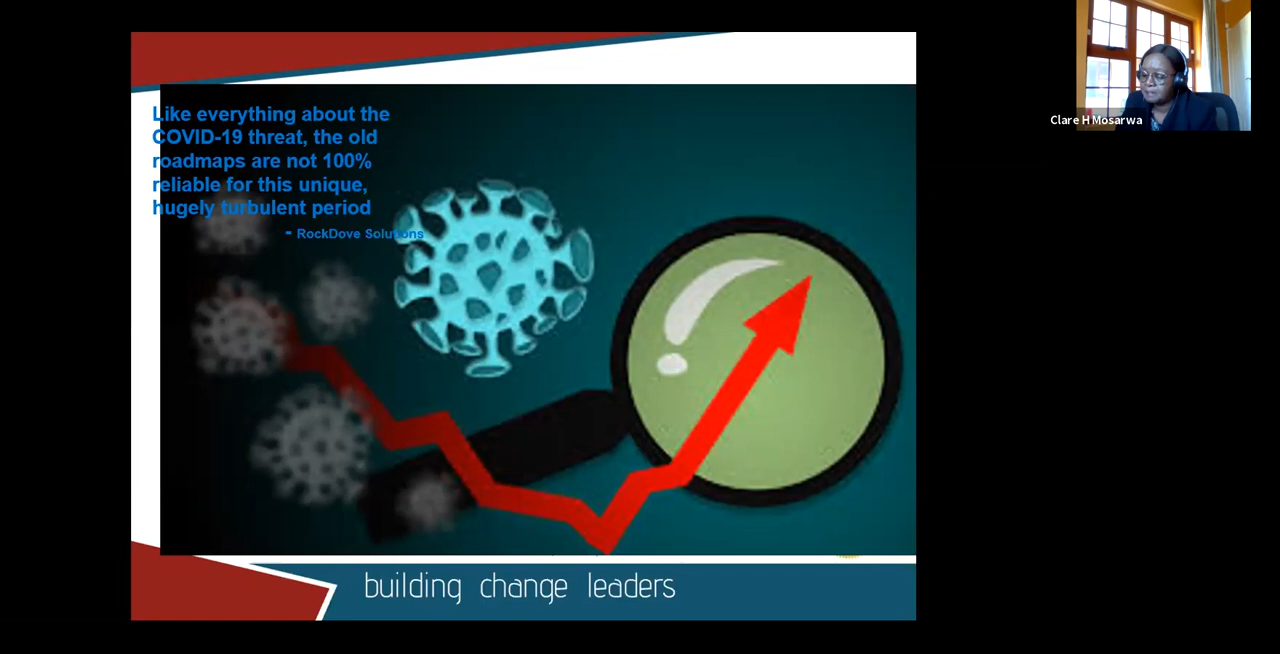 Like everything about the
COVID-19 threat, the old
roadmaps are not 100%
reliable for this unique,
hugely turbulent period
- RockDove Solutions
Clare H Mosarwa
building change leaders